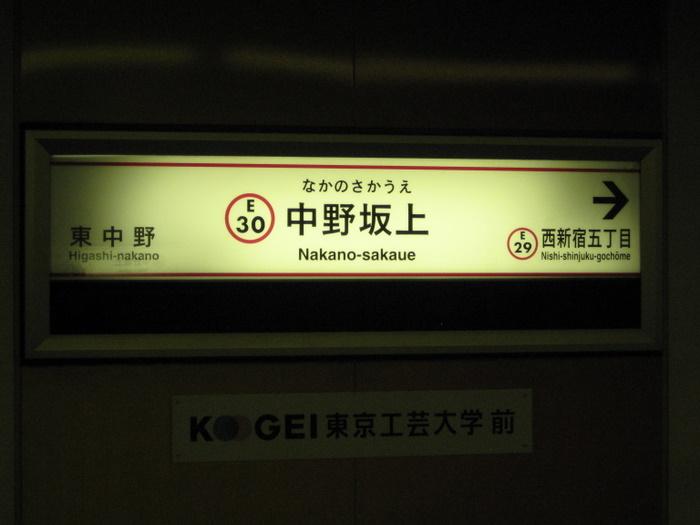 なかのさかうえ
E
30
中野坂上
Nakano-sakaue
東中野
Higashi-nakano
E
29
西新宿五丁目
Nishi-shinjuku-gochōme
KOOGEI 東京工芸大学 前